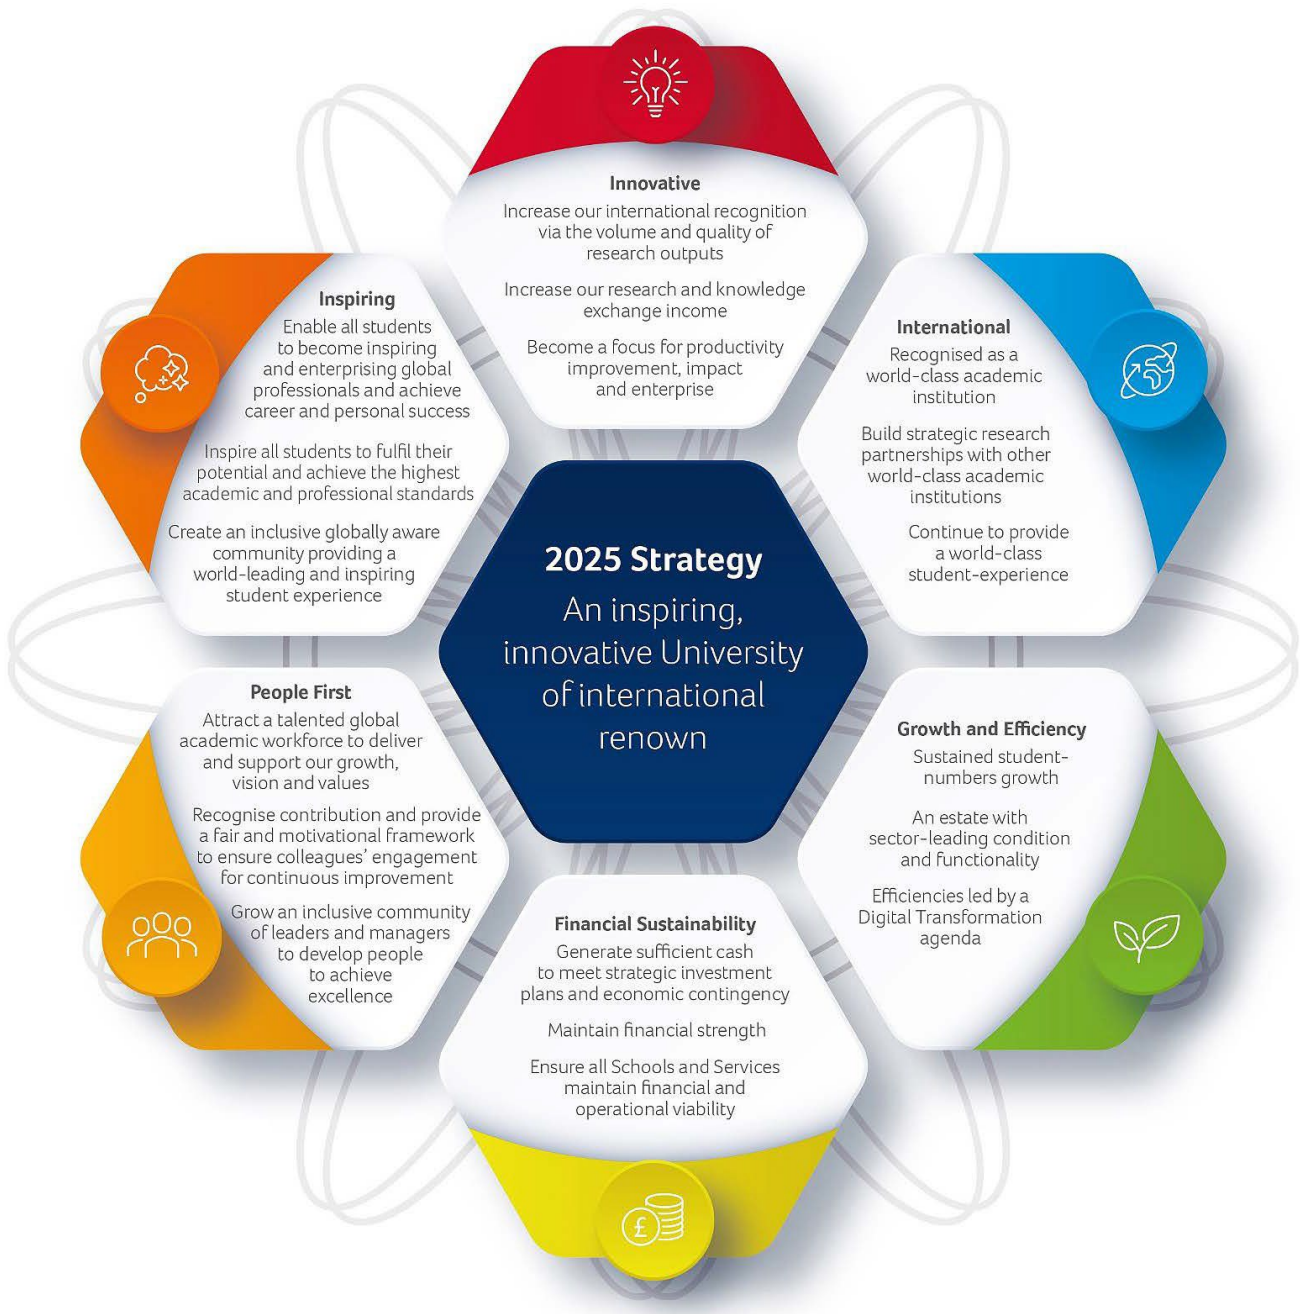 Innovative
Increase our international recognition
via the volume and quality of
research outputs
Increase our research and knowledge
exchange income
Become a focus for productivity
improvement, impact
and enterprise
Inspiring
Enable all students
to become inspiring
and enterprising global
professionals and achieve
career and personal success
Inspire all students to fulfil their
potential and achieve the highest
academic and professional standards
Create an inclusive globally aware
community providing a
world-leading and inspiring
student experience
International
Recognised as a
world-class academic
institution
Build strategic research
partnerships with other
world-class academic
institutions
Continue to provide
a world-class
student-experience
2025 Strategy
An inspiring,
innovative University
of international
renown
People First
Attract a talented global
academic workforce to deliver
and support our growth,
vision and values
Recognise contribution and provide
a fair and motivational framework
to ensure colleagues’ engagement
for continuous improvement
Grow an inclusive community
of leaders and managers
to develop people
to achieve
excellence
Growth and Efficiency
Sustained student-
numbers growth
An estate with
sector-leading condition
and functionality
Efficiencies led by a
Digital Transformation
agenda
Financial Sustainability
Generate sufficient cash
to meet strategic investment
plans and economic contingency
Maintain financial strength
Ensure all Schools and Services
maintain financial and
operational viability
£